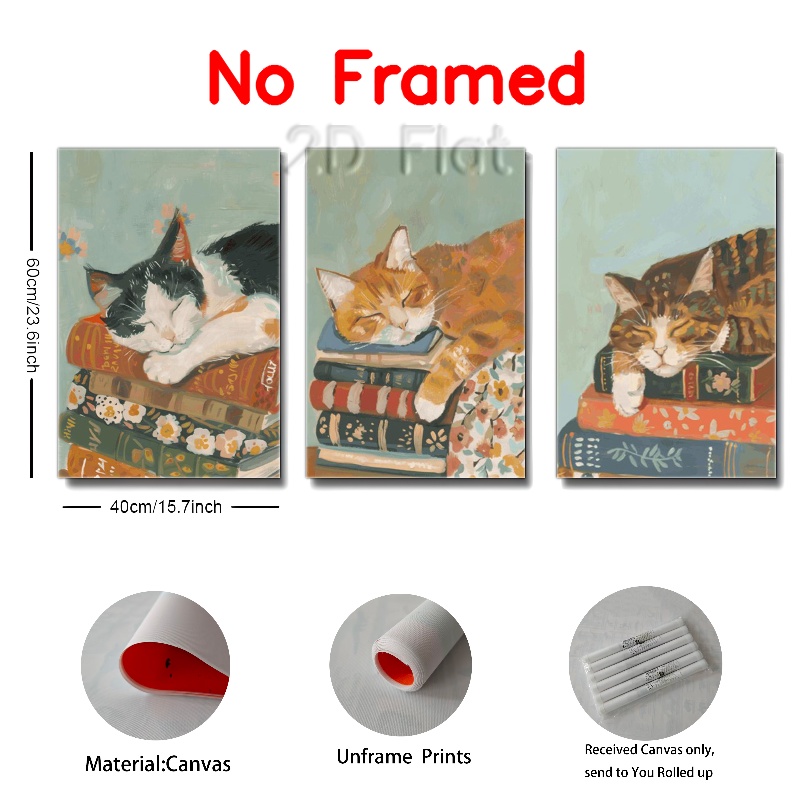 No Framed
2D Flat
60cm/23.6inch
40cm/15.7inch
Material:Canvas
Unframe Prints
Received Canvas only,
send to You Rolled up